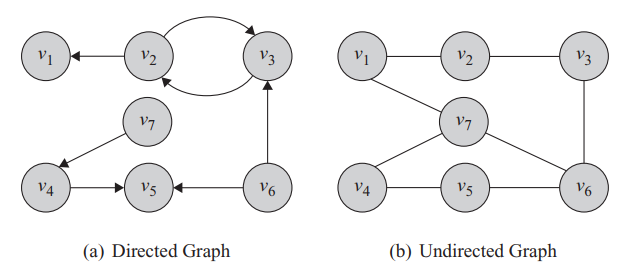 v1 v2 v3 v1 v2 v3
v7 v7
v4 v5 v6 v4 v5 v6
(a) Directed Graph (b) Undirected Graph